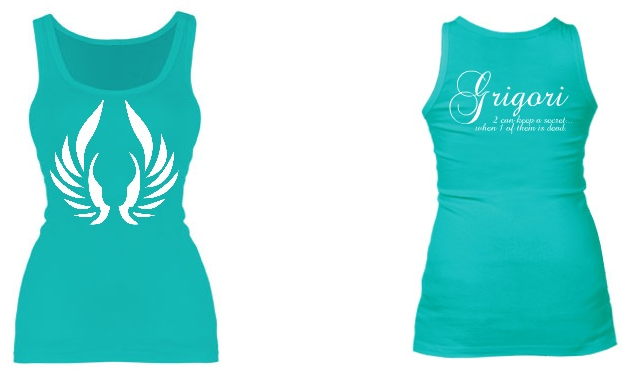 Grigori
2 can keep a secret
when 1 of them is dead.